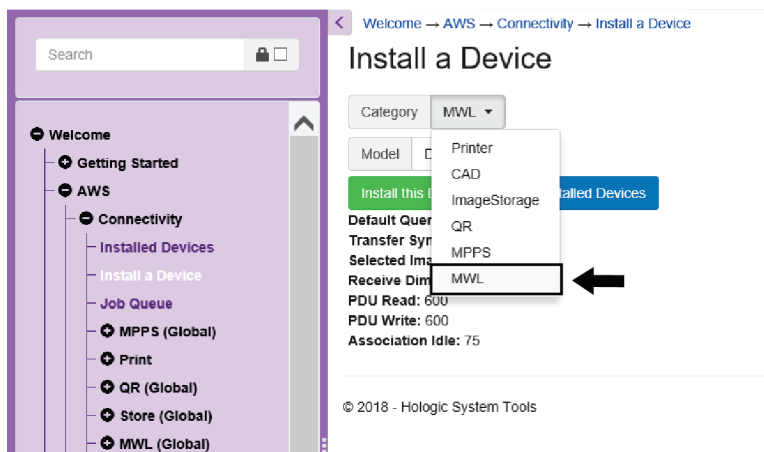 Welcome → AWS → Connectivity → Install a Device
Search
Install a Device
Category MWL
Model D
Printer
CAD
ImageStorage
QR
MPPS
MWL
Install this talled Devices
Default Quer
Transfer Syn
Selected Ima
Receive Dim
PDU Read: 600
PDU Write: 600
Association Idle: 75
© 2018 - Hologic System Tools
Welcome
Getting Started
AWS
Connectivity
Installed Devices
Install a Device
Job Queue
MPPS (Global)
Print
QR (Global)
Store (Global)
MWL (Global)